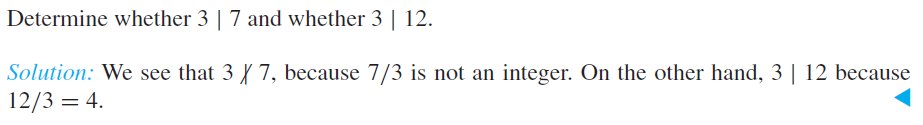 Determine whether 3 | 7 and whether 3 | 12.
Solution: We see that 3 ∤ 7, because 7/3 is not an integer. On the other hand, 3 | 12 because
12/3 = 4.